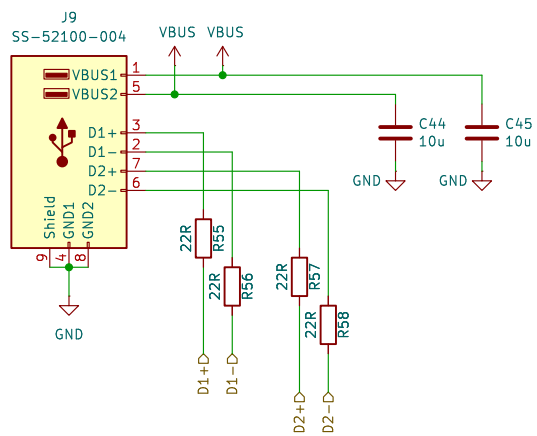 J9
SS-52100-004
VBUS
VBUS
VBUS1
1
VBUS2
5
D1+
3
D1-
2
D2+
7
D2-
6
Shield
GND1
GND2
9
4
8
GND
C44
10u
C45
10u
GND
GND
22R
R55
22R
R56
22R
R57
22R
R58
D1+
D1-
D2+
D2-